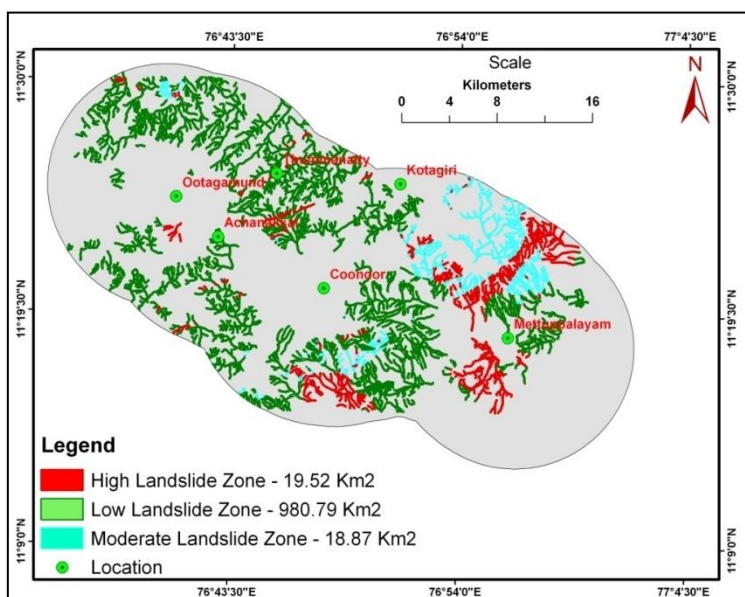 76°43'30"E
76°54'0"E
77°4'30"E
11°30'0"N
11°30'0"N
Scale
Kilometers
0 4 8 16
N
Thummanatty
Kotagiri
Ootagamund
Coonoor
11°19'30"N
11°19'30"N
Mettupalayam
Legend
High Landslide Zone - 19.52 Km2
Low Landslide Zone - 980.79 Km2
Moderate Landslide Zone - 18.87 Km2
Location
11°9'0"N
11°9'0"N
76°43'30"E
76°54'0"E
77°4'30"E